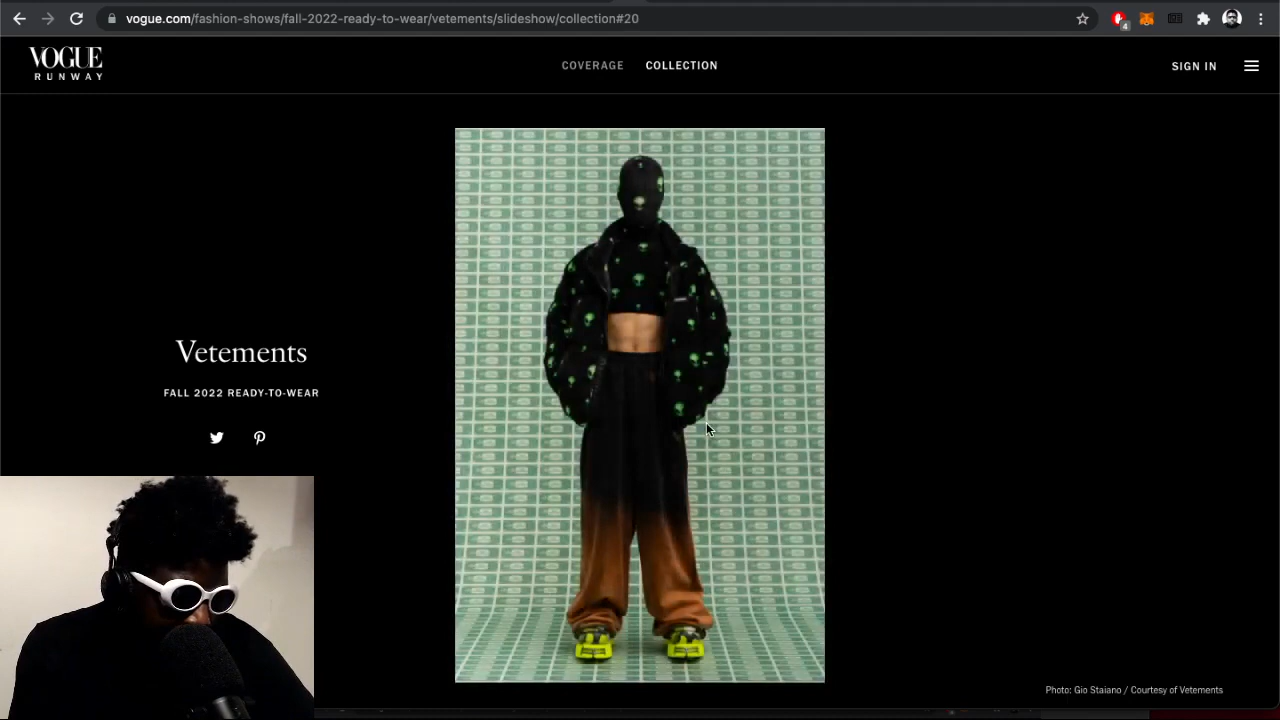 vogue.com/fashion-shows/fall-2022-ready-to-wear/vetements/slideshow/collection#20
4
VOGUE
RUNWAY
COVERAGE
COLLECTION
SIGN IN
Vetements
FALL 2022 READY-TO-WEAR
Photo: Gio Staiano / Courtesy of Vetements